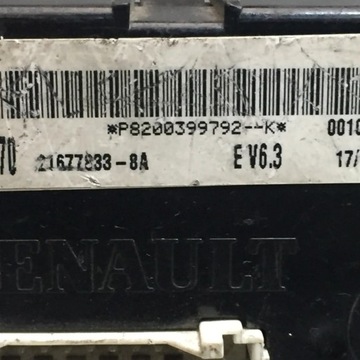 *P8200399792--K* 0010
70 21677833-8A E V6.3 17/
RENAULT